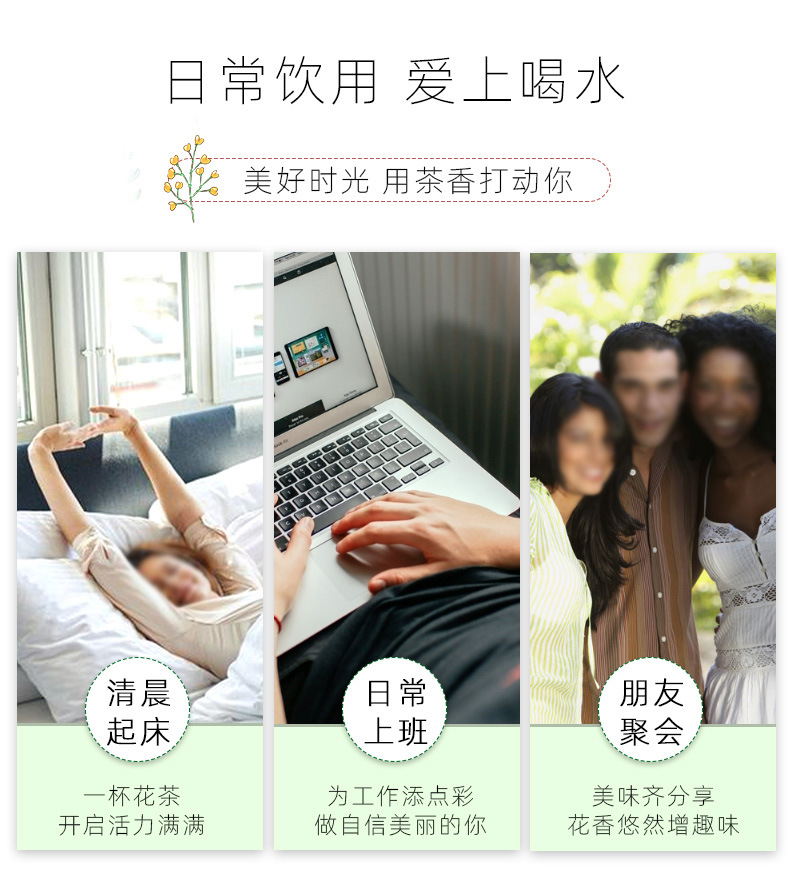 日常饮用 爱上喝水
美好时光 用茶香打动你
清晨
起床
一杯花茶
开启活力满满
日常
上班
为工作添点彩
做自信美丽的你
朋友
聚会
美味齐分享
花香悠然增趣味